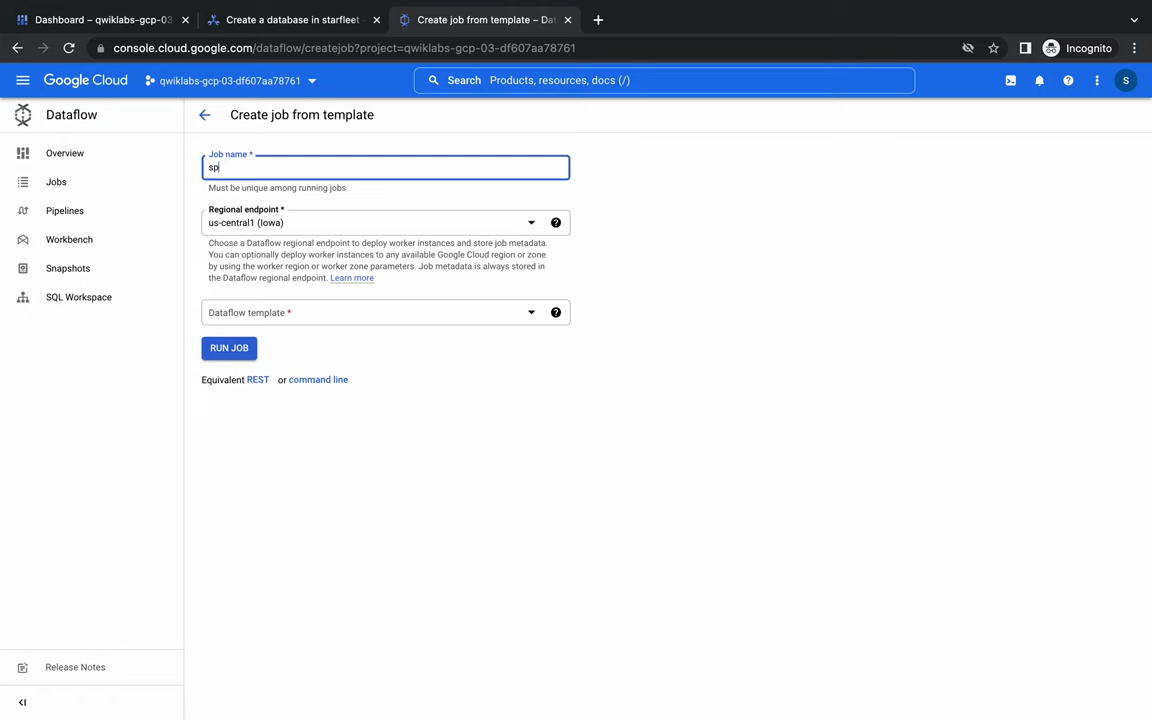 Dashboard – qwiklabs-gcp-03
Create a database in starfleet
Create job from template – Dat
console.cloud.google.com/dataflow/createjob?project=qwiklabs-gcp-03-df607aa78761
Incognito
Google Cloud
qwiklabs-gcp-03-df607aa78761
Search Products, resources, docs (/)
S
Dataflow
Create job from template
Overview
Jobs
Pipelines
Workbench
Snapshots
SQL Workspace
Job name *
sp
Must be unique among running jobs
Regional endpoint *
us-central1 (Iowa)
Choose a Dataflow regional endpoint to deploy worker instances and store job metadata.
You can optionally deploy worker instances to any available Google Cloud region or zone
by using the worker region or worker zone parameters. Job metadata is always stored in
the Dataflow regional endpoint. Learn more
Dataflow template *
RUN JOB
Equivalent REST or command line
Release Notes